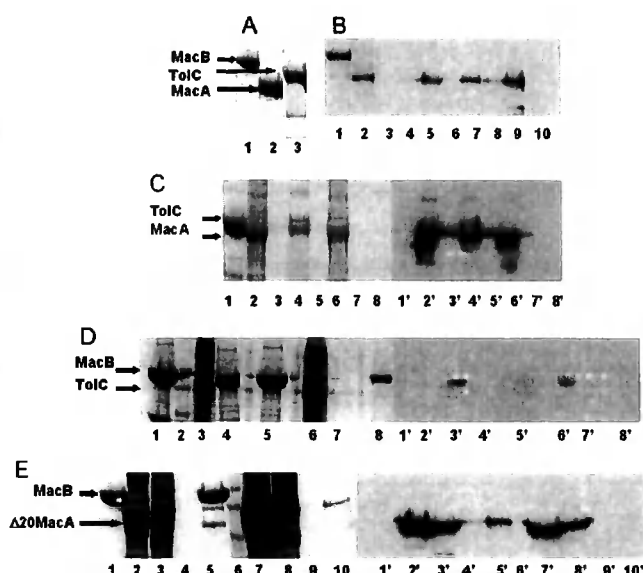 A
B
MacB
TolC
MacA
1 2 3
1 2 3 4 5 6 7 8 9 10
C
TolC
MacA
1 2 3 4 5 6 7 8 1' 2' 3' 4' 5' 6' 7' 8'
D
MacB
TolC
1 2 3 4 5 6 7 8 1' 2' 3' 4' 5' 6' 7' 8'
E
MacB
Δ20MacA
1 2 3 4 5 6 7 8 9 10 1' 2' 3' 4' 5' 6' 7' 8' 9' 10'